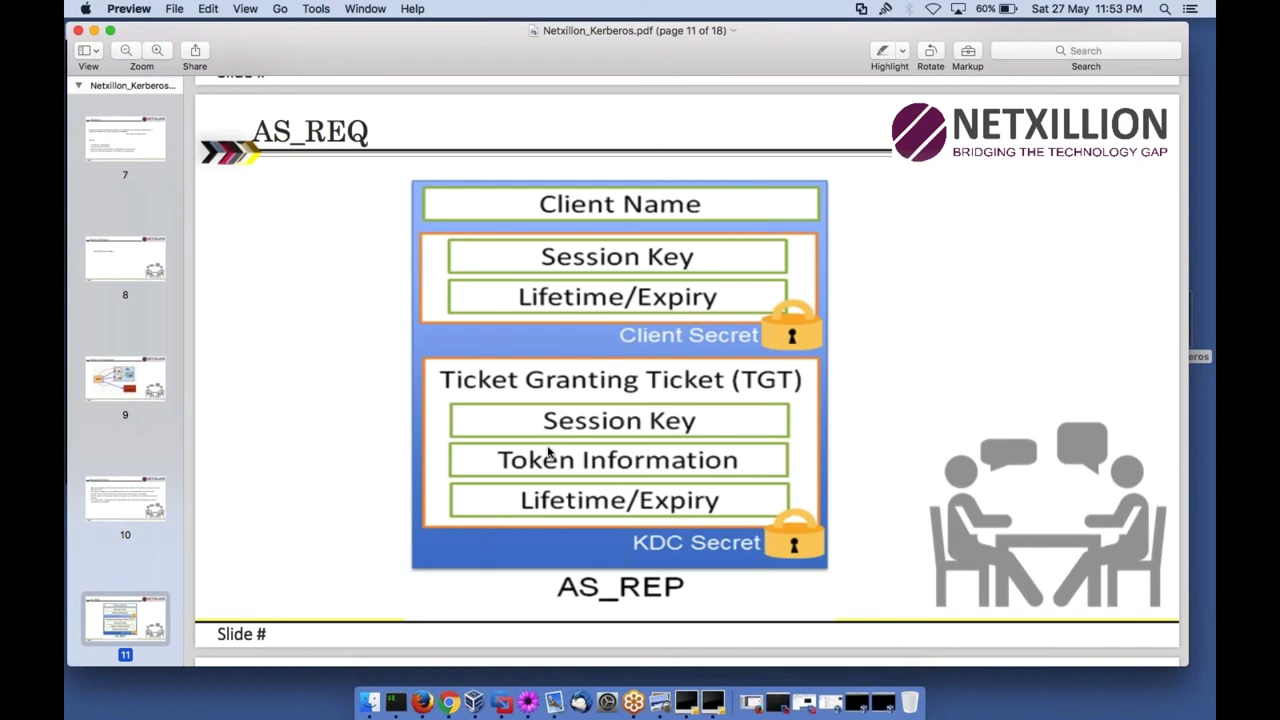 Preview File Edit View Go Tools Window Help 60% Sat 27 May 11:53 PM
Netxillon_Kerberos.pdf (page 11 of 18)
View Zoom Share Highlight Rotate Markup Search
Search
Netxillon_Kerberos...
7
8
9
10
11
AS_REQ
NETXILLION
BRIDGING THE TECHNOLOGY GAP
Client Name
Session Key
Lifetime/Expiry
Client Secret
Ticket Granting Ticket (TGT)
Session Key
Token Information
Lifetime/Expiry
KDC Secret
AS_REP
Slide #
eros